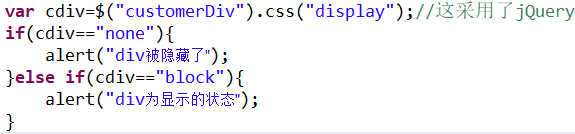 var cdiv=$("customerDiv").css("display");//这采用了jQuery
if(cdiv=="none"){
    alert("div被隐藏了");
}else if(cdiv=="block"){
    alert("div为显示的状态");
}